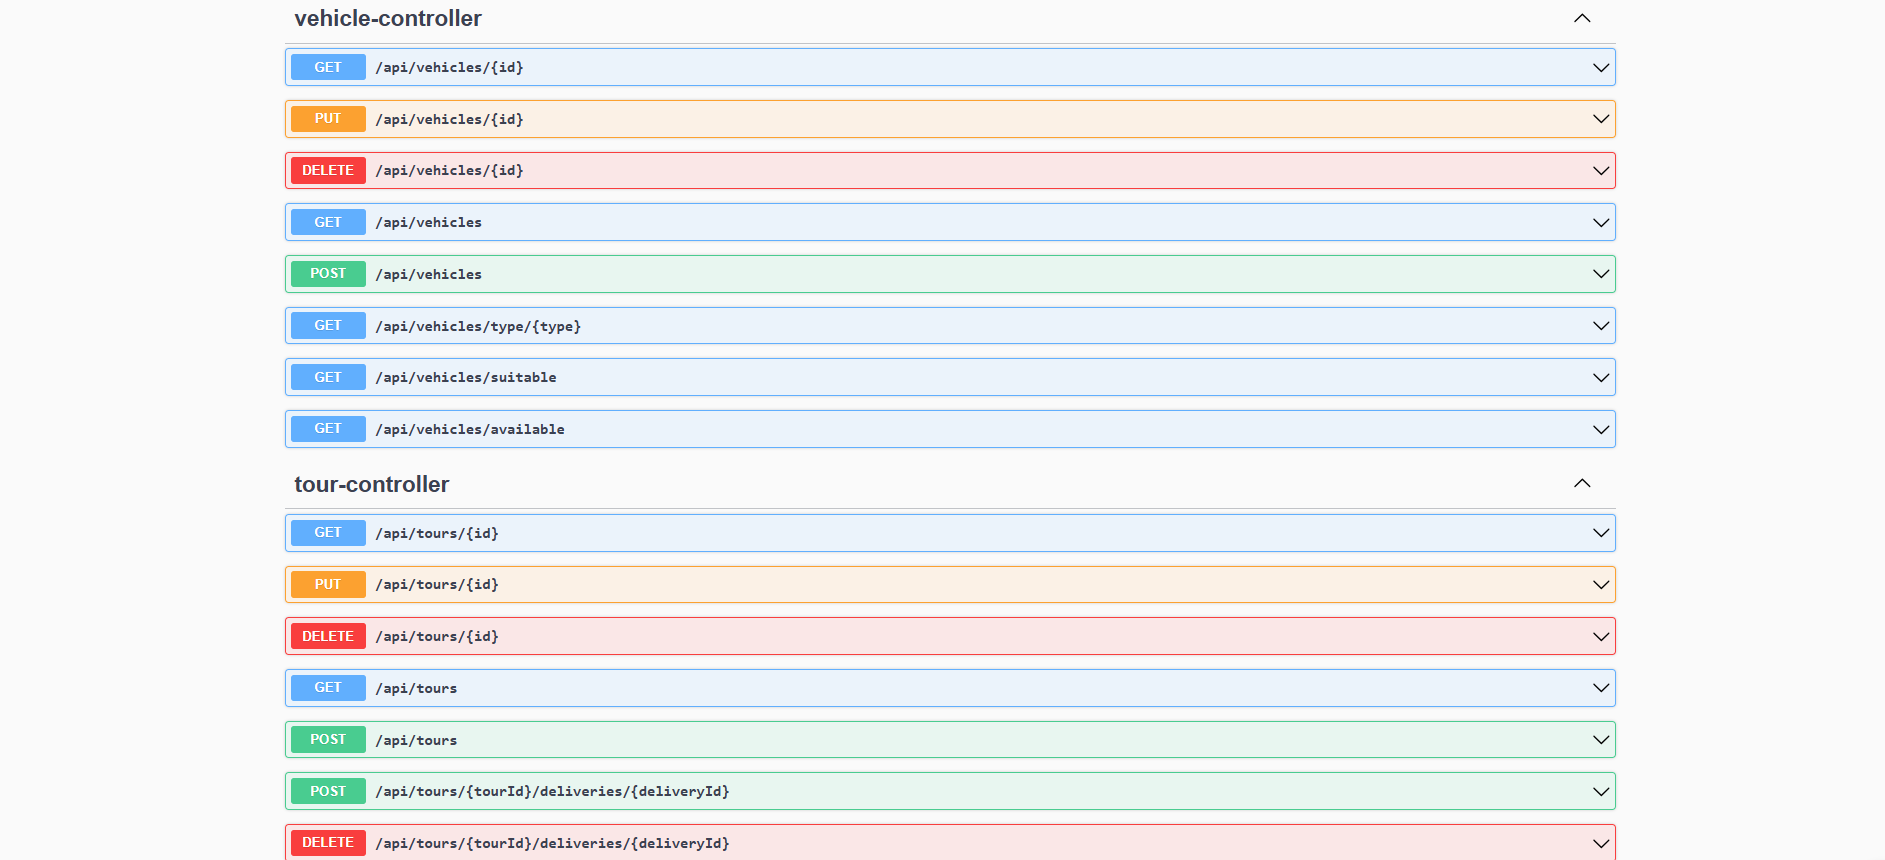 vehicle-controller
GET /api/vehicles/{id}
PUT /api/vehicles/{id}
DELETE /api/vehicles/{id}
GET /api/vehicles
POST /api/vehicles
GET /api/vehicles/type/{type}
GET /api/vehicles/suitable
GET /api/vehicles/available
tour-controller
GET /api/tours/{id}
PUT /api/tours/{id}
DELETE /api/tours/{id}
GET /api/tours
POST /api/tours
POST /api/tours/{tourId}/deliveries/{deliveryId}
DELETE /api/tours/{tourId}/deliveries/{deliveryId}